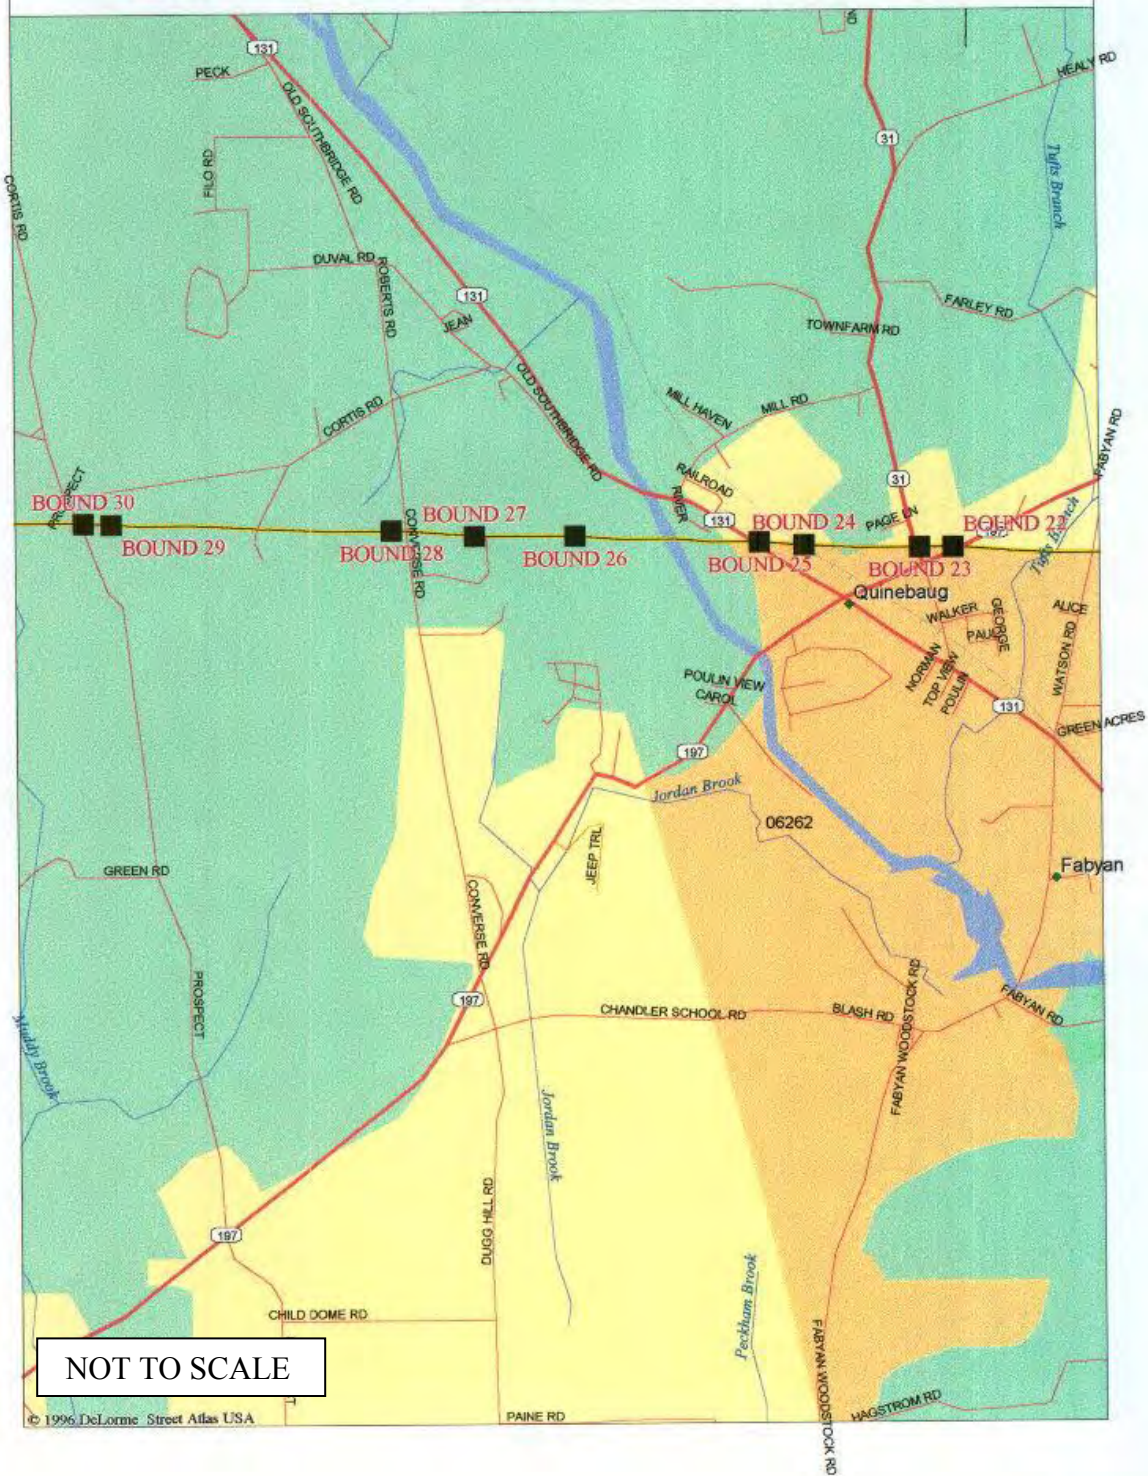 131
PECK
OLD SOUTHBRIDGE RD
31
HEALY RD
Tufts Branch
FILO RD
CORTIS RD
DUVAL RD
ROBERTS RD
131
JEAN
FARLEY RD
TOWNFARM RD
OLD SOUTHBRIDGE RD
MILL HAVEN
MILL RD
CORTIS RD
FABYAN RD
RAILROAD
RIVER
31
PROSPECT
BOUND 30
BOUND 29
BOUND 28
CONVERSE RD
BOUND 27
BOUND 26
131
BOUND 24
BOUND 25
PAGE LN
BOUND 22
197
BOUND 23
Tufts Branch
Quinebaug
WALKER
GEORGE
PAUL
ALICE
NORMAN
TOP VIEW
POULIN
WATSON RD
POULIN VIEW
CAROL
131
GREEN ACRES
197
Jordan Brook
06262
JEEP TRL
Fabyan
GREEN RD
CONVERSE RD
PROSPECT
197
CHANDLER SCHOOL RD
BLASH RD
FABYAN WOODSTOCK RD
FABYAN RD
Muddy Brook
Jordan Brook
DUGG HILL RD
197
Peckham Brook
CHILD DOME RD
NOT TO SCALE
FABYAN WOODSTOCK RD
HAGSTROM RD
PAINE RD
© 1996 DeLorme Street Atlas USA